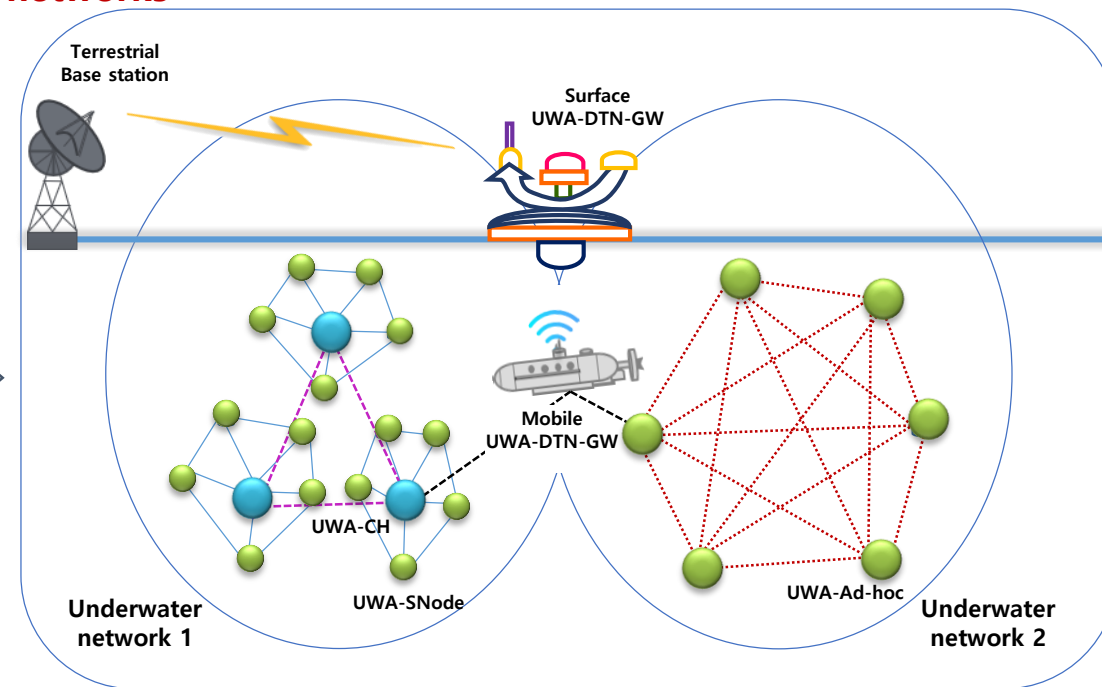 networks
Terrestrial
Base station
Surface
UWA-DTN-GW
Mobile
UWA-DTN-GW
UWA-CH
UWA-SNode
UWA-Ad-hoc
Underwater
network 1
Underwater
network 2